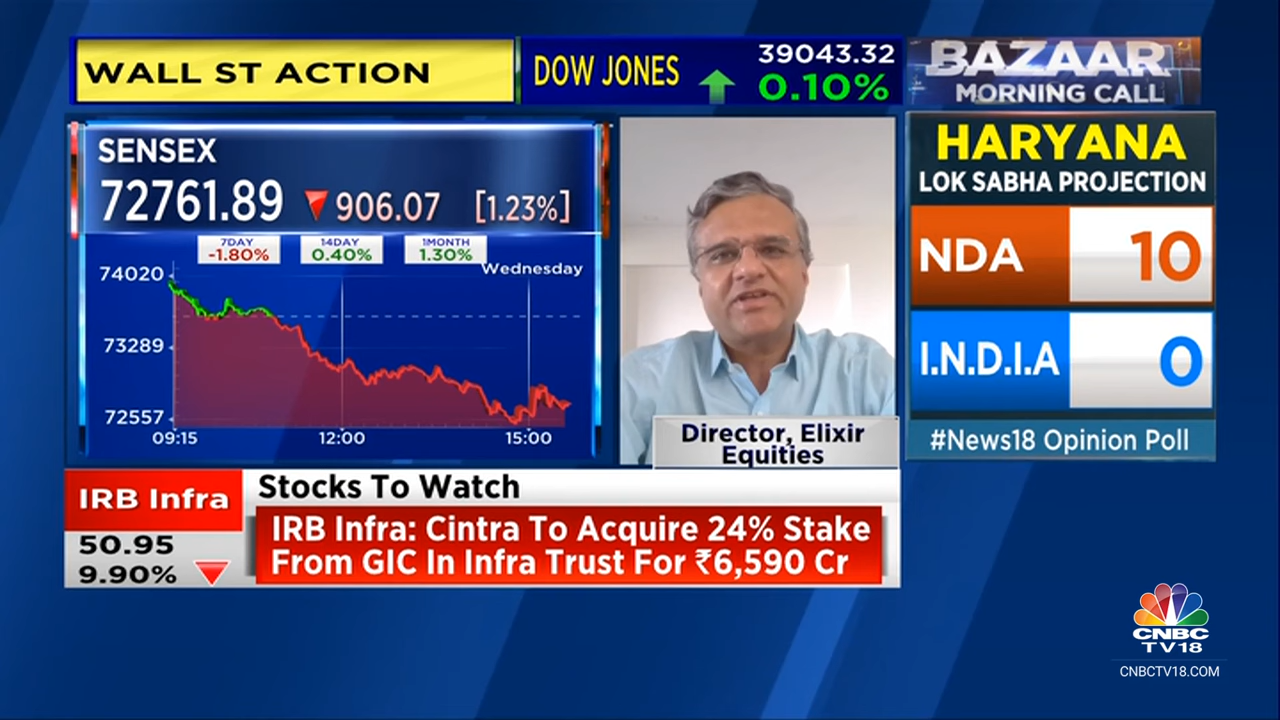 WALL ST ACTION
DOW JONES
39043.32
0.10%
BAZAAR
MORNING CALL
SENSEX
72761.89
906.07
[1.23%]
7DAY
-1.80%
14DAY
0.40%
1MONTH
1.30%
Wednesday
74020
73289
72557
09:15
12:00
15:00
Director, Elixir
Equities
HARYANA
LOK SABHA PROJECTION
NDA
10
I.N.D.I.A
0
#News18 Opinion Poll
IRB Infra
50.95
9.90%
Stocks To Watch
IRB Infra: Cintra To Acquire 24% Stake
From GIC In Infra Trust For ₹6,590 Cr
CNBC
TV18
CNBCTV18.COM